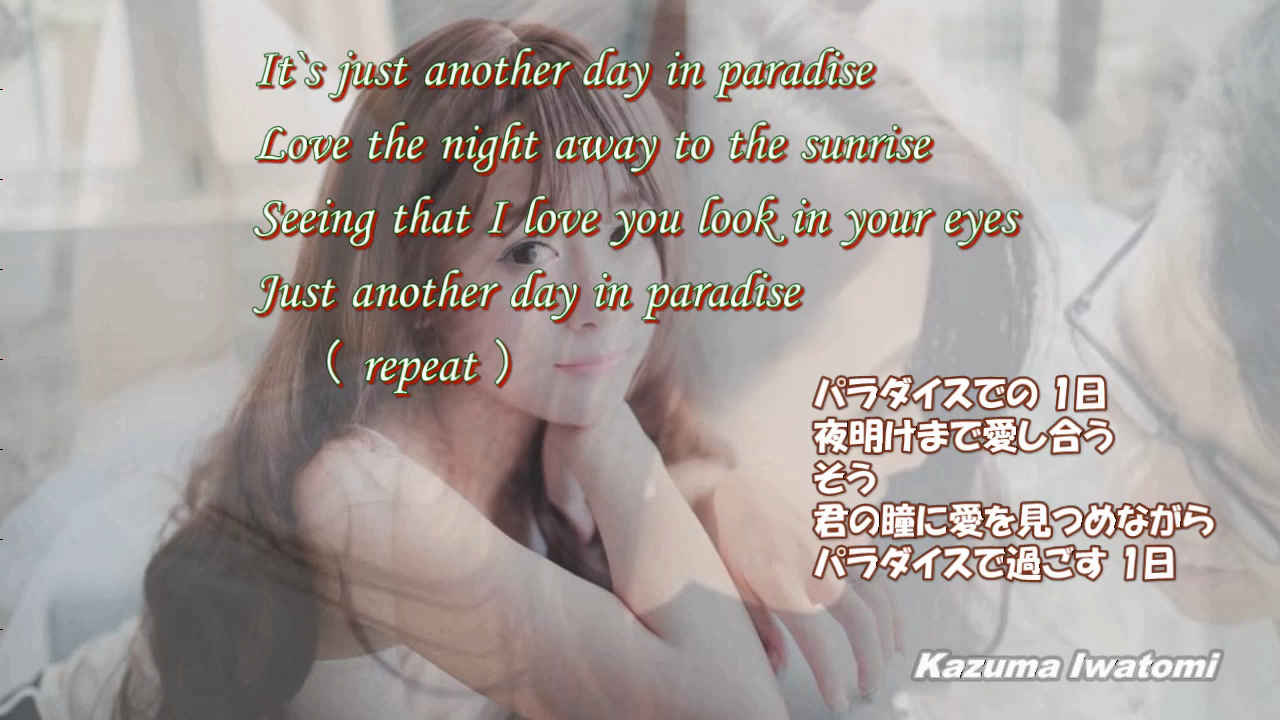 It`s just another day in paradise
Love the night away to the sunrise
Seeing that I love you look in your eyes
Just another day in paradise
( repeat )
パラダイスでの 1日
夜明けまで愛し合う
そう
君の瞳に愛を見つめながら
パラダイスで過ごす 1日
Kazuma Iwatomi